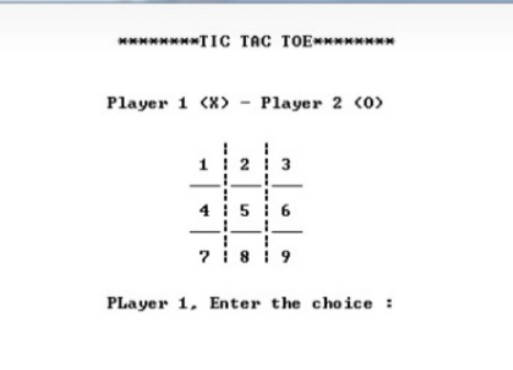 ********TIC TAC TOE********
Player 1 (X) - Player 2 (O)
1 ¦ 2 ¦ 3
4 ¦ 5 ¦ 6
7 ¦ 8 ¦ 9
PLayer 1, Enter the choice :